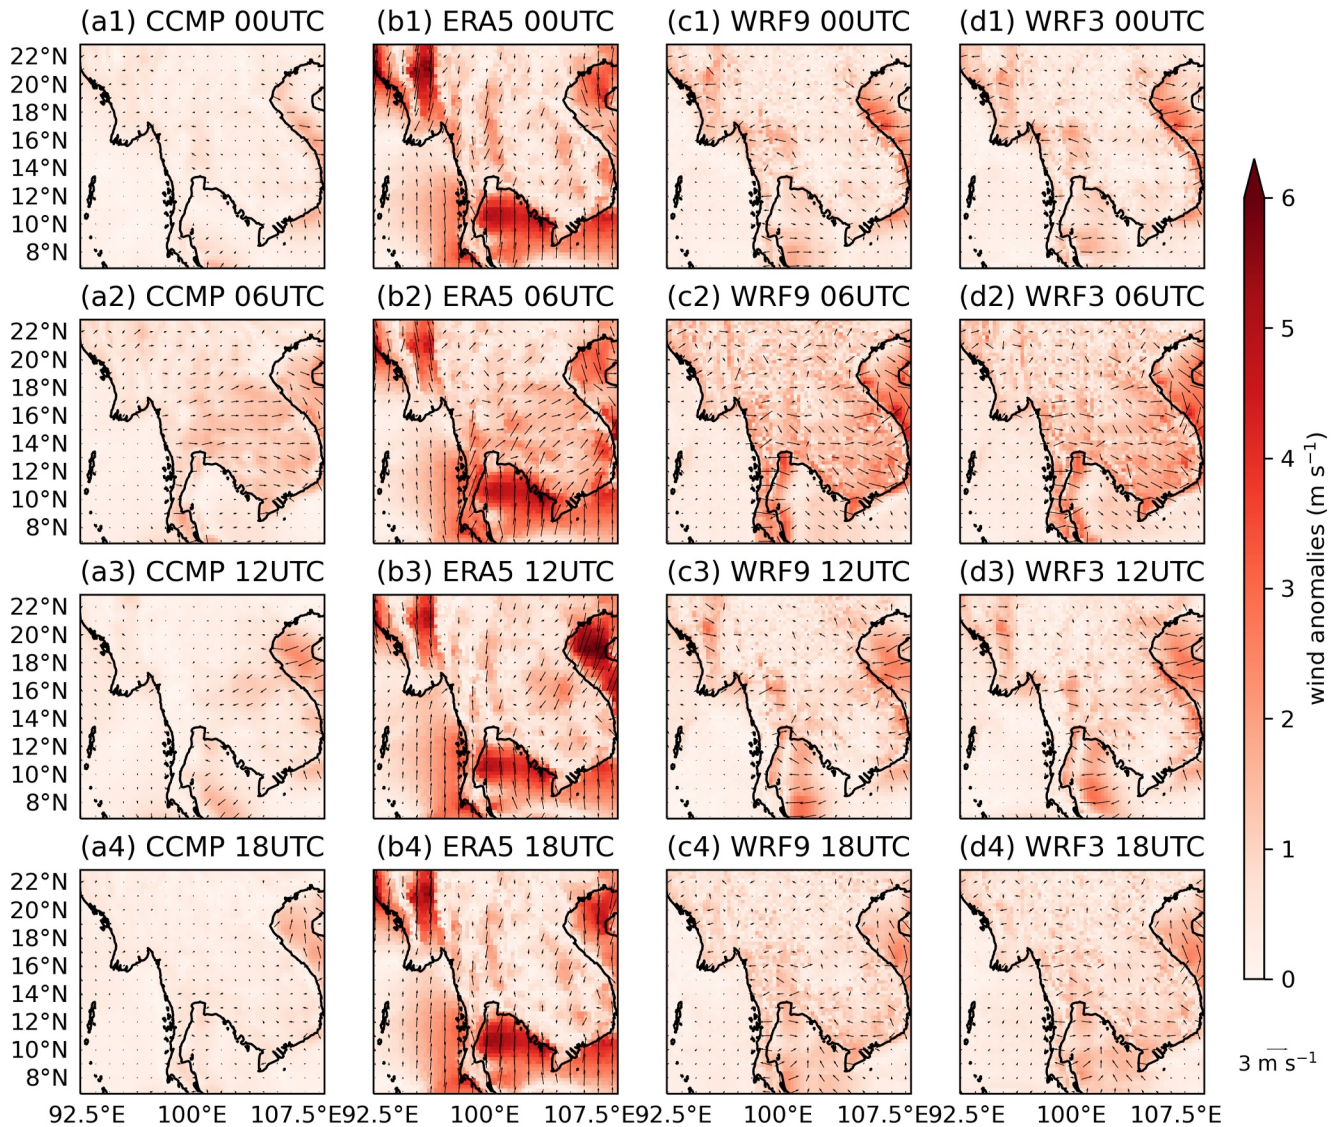 (a1) CCMP 00UTC (b1) ERA5 00UTC (c1) WRF9 00UTC (d1) WRF3 00UTC
22°N
20°N
18°N
16°N
14°N
12°N
10°N
8°N
(a2) CCMP 06UTC (b2) ERA5 06UTC (c2) WRF9 06UTC (d2) WRF3 06UTC
22°N
20°N
18°N
16°N
14°N
12°N
10°N
8°N
(a3) CCMP 12UTC (b3) ERA5 12UTC (c3) WRF9 12UTC (d3) WRF3 12UTC
22°N
20°N
18°N
16°N
14°N
12°N
10°N
8°N
(a4) CCMP 18UTC (b4) ERA5 18UTC (c4) WRF9 18UTC (d4) WRF3 18UTC
22°N
20°N
18°N
16°N
14°N
12°N
10°N
8°N
92.5°E 100°E 107.5°E 92.5°E 100°E 107.5°E 92.5°E 100°E 107.5°E 92.5°E 100°E 107.5°E
6
5
4
3
2
1
0
wind anomalies (m s⁻¹)
3 m s⁻¹